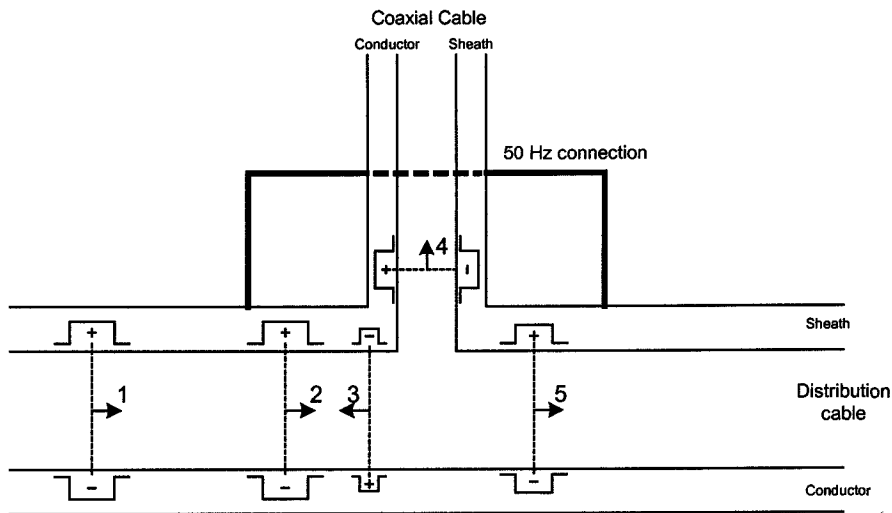 Coaxial Cable
Conductor Sheath
50 Hz connection
+ 4 -
Sheath
+ + - +
1 2 3 5
Distribution
cable
- - + -
Conductor